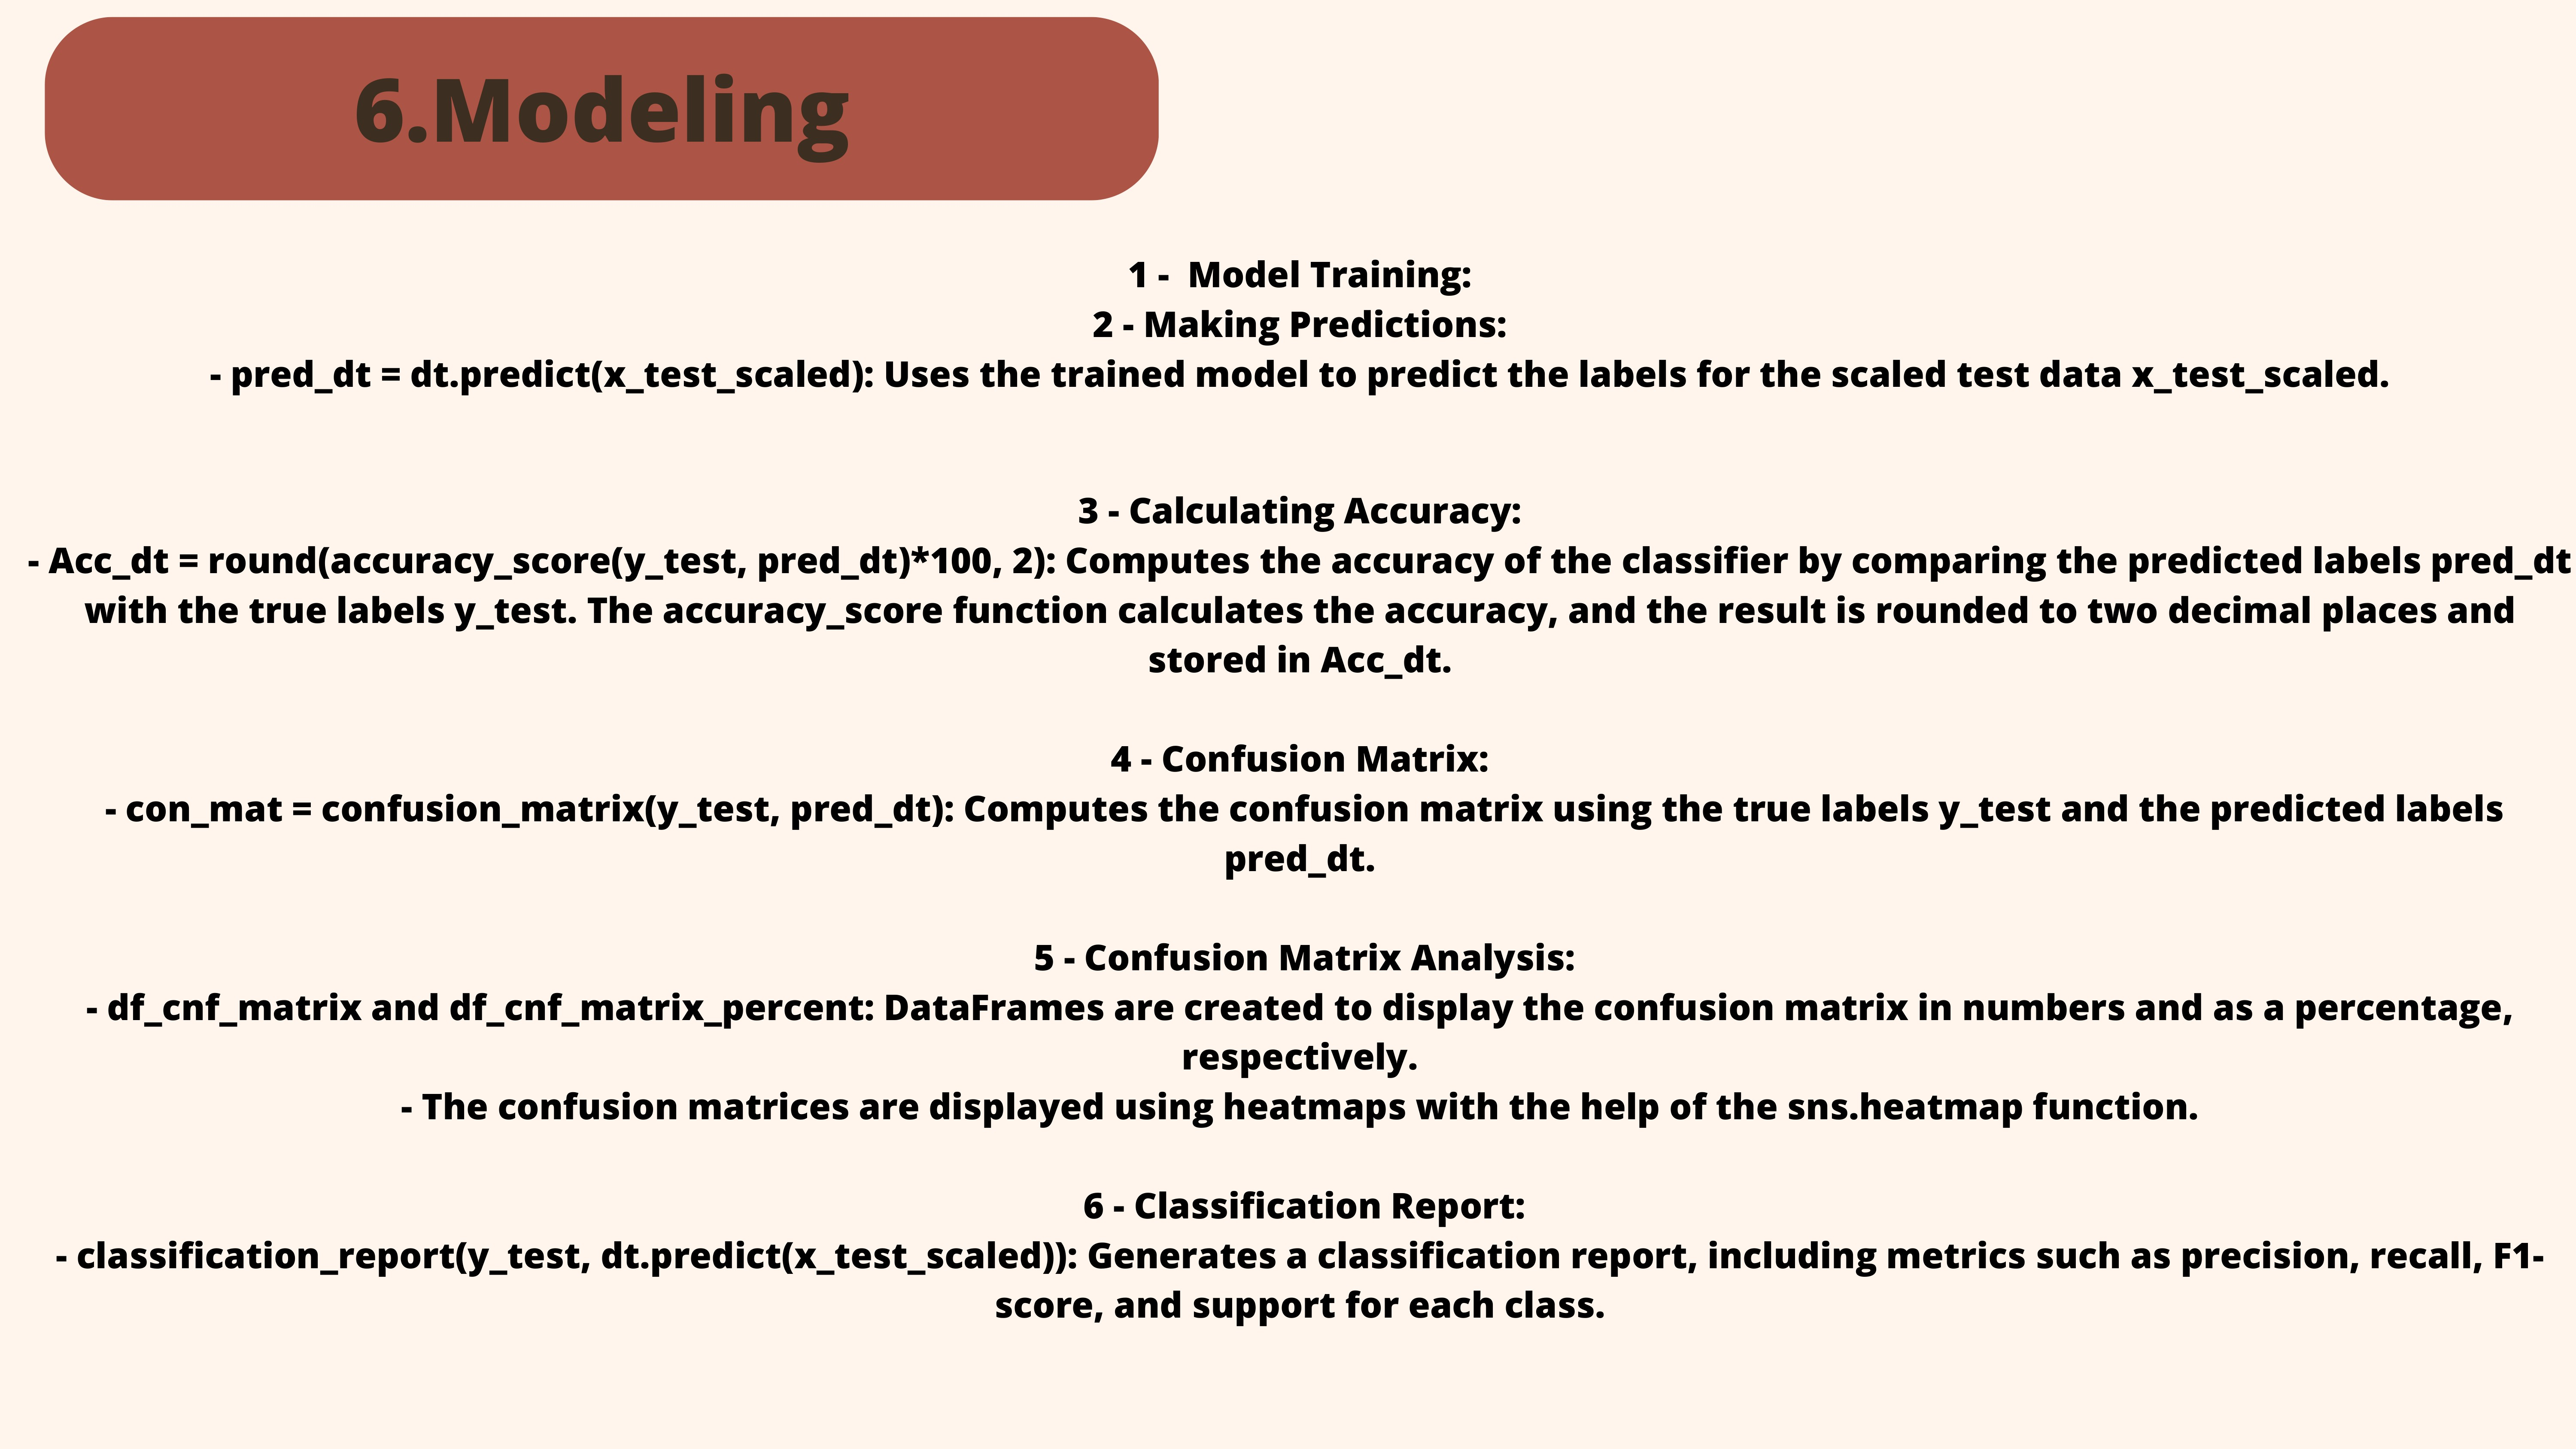 6.Modeling
1 -  Model Training:
2 - Making Predictions:
- pred_dt = dt.predict(x_test_scaled): Uses the trained model to predict the labels for the scaled test data x_test_scaled.
3 - Calculating Accuracy:
- Acc_dt = round(accuracy_score(y_test, pred_dt)*100, 2): Computes the accuracy of the classifier by comparing the predicted labels pred_dt
with the true labels y_test. The accuracy_score function calculates the accuracy, and the result is rounded to two decimal places and
stored in Acc_dt.
4 - Confusion Matrix:
- con_mat = confusion_matrix(y_test, pred_dt): Computes the confusion matrix using the true labels y_test and the predicted labels
pred_dt.
5 - Confusion Matrix Analysis:
- df_cnf_matrix and df_cnf_matrix_percent: DataFrames are created to display the confusion matrix in numbers and as a percentage,
respectively.
- The confusion matrices are displayed using heatmaps with the help of the sns.heatmap function.
6 - Classification Report:
- classification_report(y_test, dt.predict(x_test_scaled)): Generates a classification report, including metrics such as precision, recall, F1-
score, and support for each class.